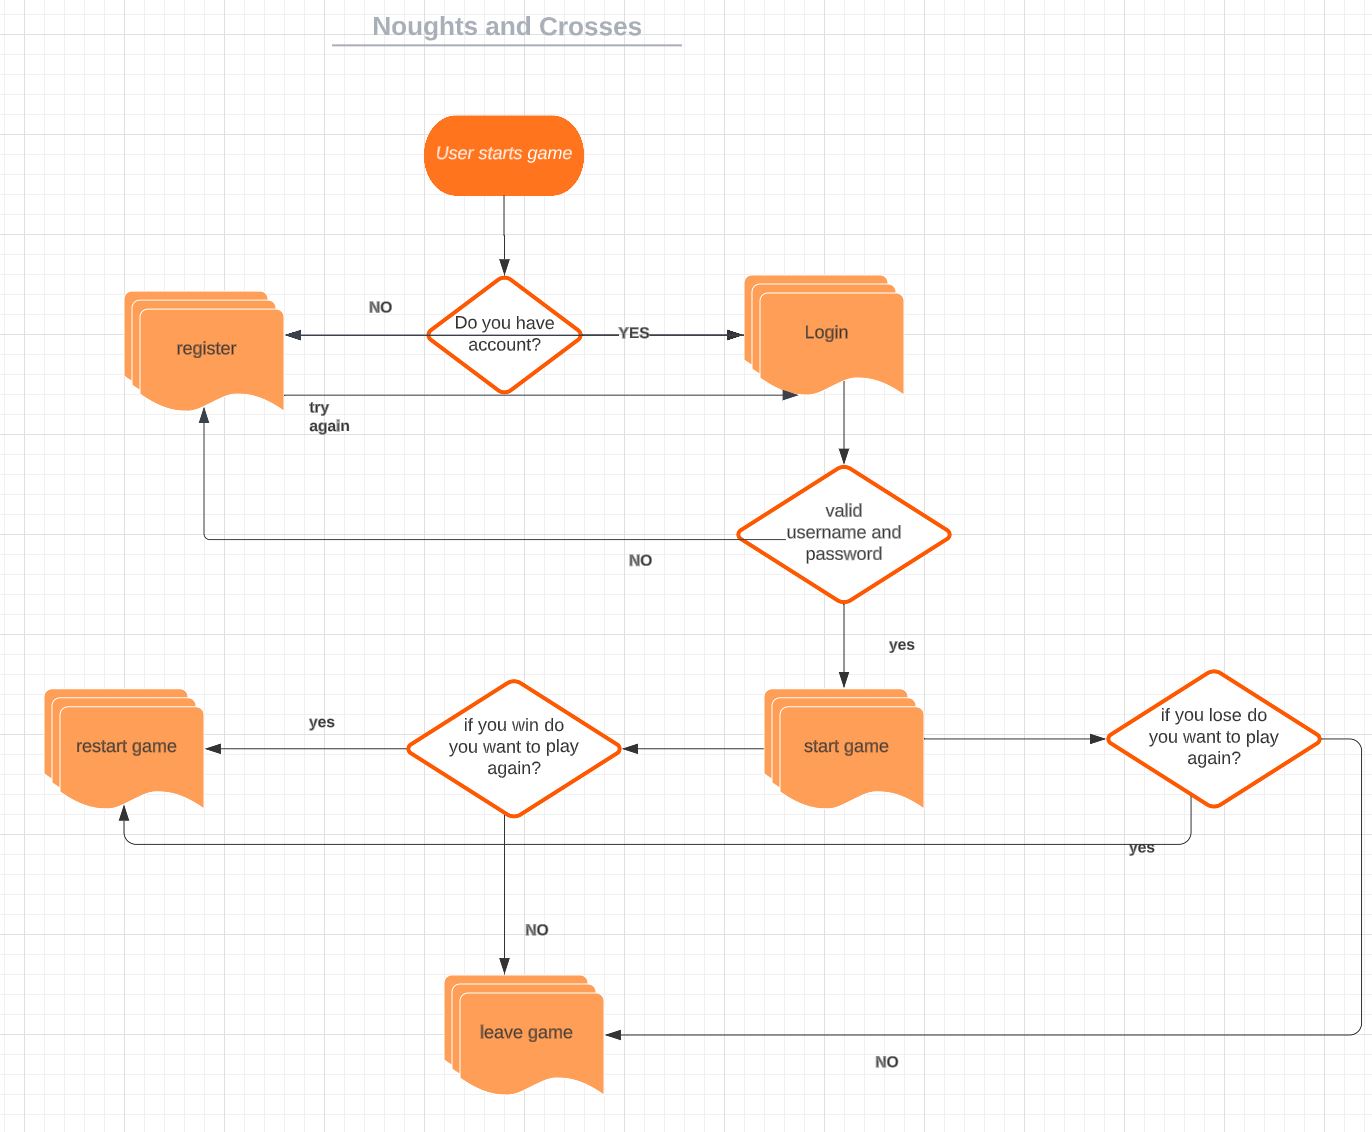 Noughts and Crosses
User starts game
NO
Do you have
account?
YES
Login
register
try
again
valid
username and
password
NO
yes
restart game
yes
if you win do
you want to play
again?
start game
if you lose do
you want to play
again?
yes
NO
leave game
NO